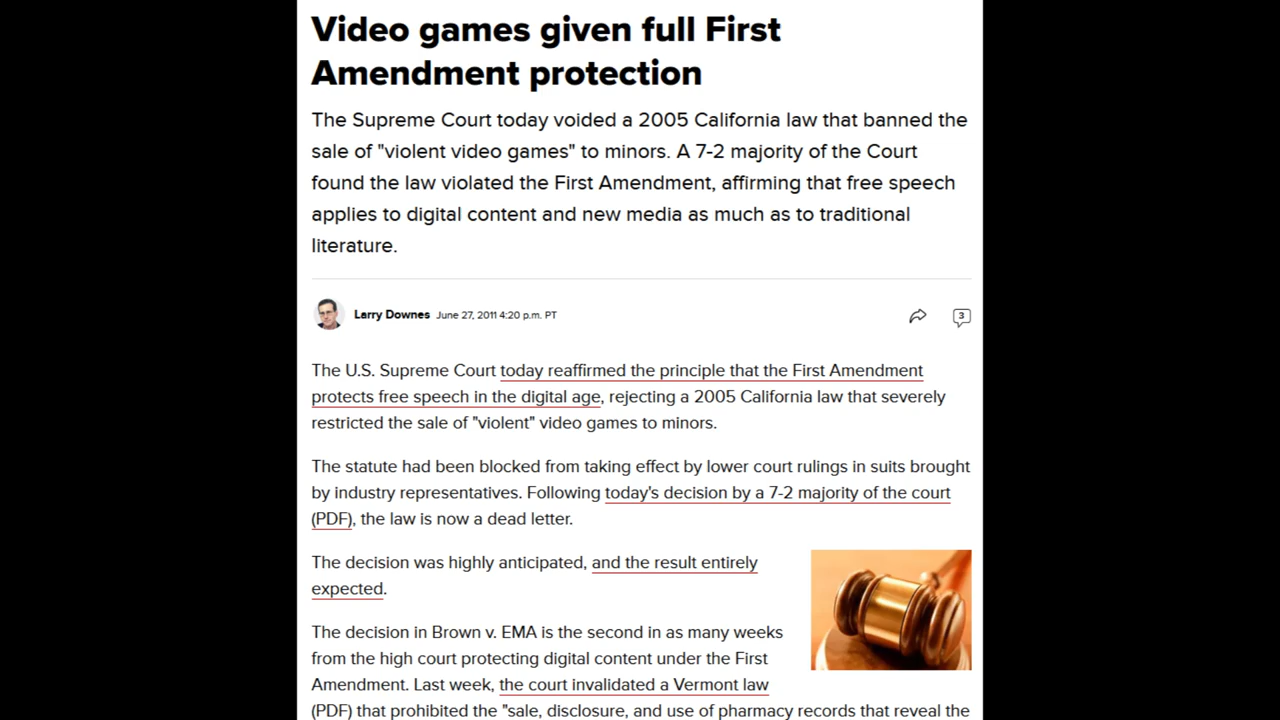 Video games given full First
Amendment protection
The Supreme Court today voided a 2005 California law that banned the
sale of "violent video games" to minors. A 7-2 majority of the Court
found the law violated the First Amendment, affirming that free speech
applies to digital content and new media as much as to traditional
literature.
Larry Downes June 27, 2011 4:20 p.m. PT
3
The U.S. Supreme Court today reaffirmed the principle that the First Amendment
protects free speech in the digital age, rejecting a 2005 California law that severely
restricted the sale of "violent" video games to minors.
The statute had been blocked from taking effect by lower court rulings in suits brought
by industry representatives. Following today's decision by a 7-2 majority of the court
(PDF), the law is now a dead letter.
The decision was highly anticipated, and the result entirely
expected.
The decision in Brown v. EMA is the second in as many weeks
from the high court protecting digital content under the First
Amendment. Last week, the court invalidated a Vermont law
(PDF) that prohibited the "sale, disclosure, and use of pharmacy records that reveal the